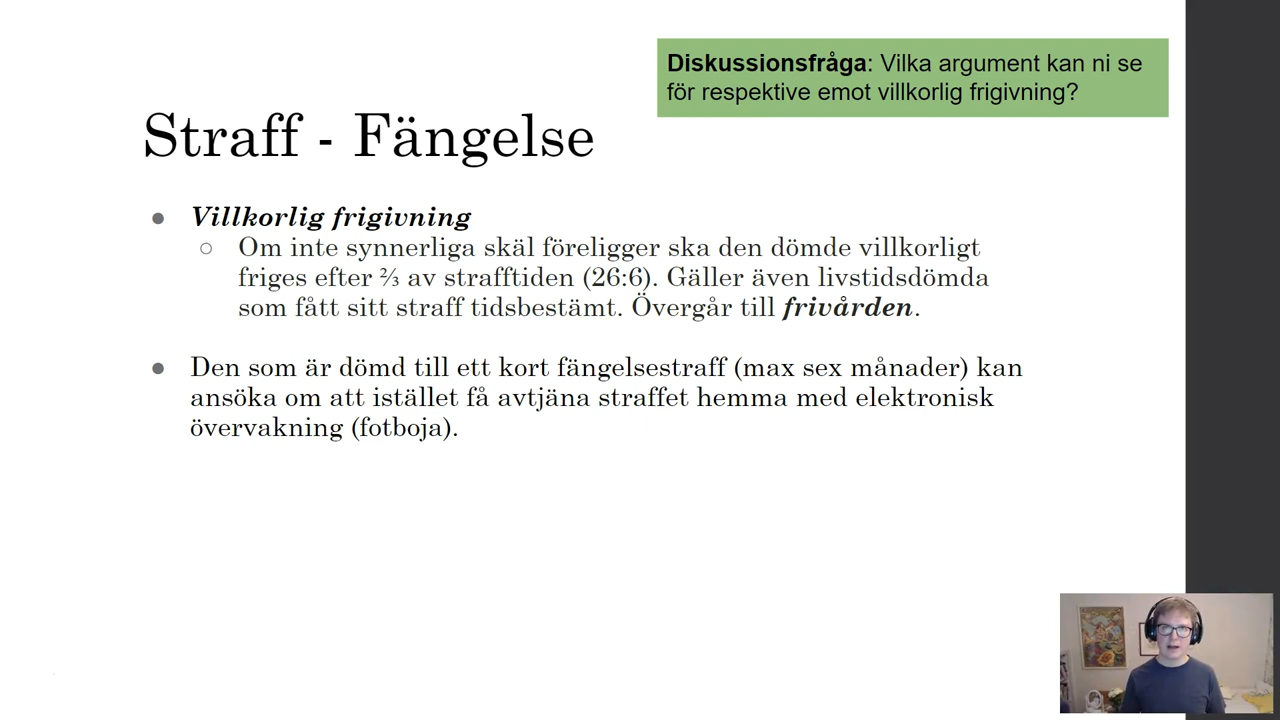 Diskussionsfråga: Vilka argument kan ni se
för respektive emot villkorlig frigivning?
Straff - Fängelse
● Villkorlig frigivning
○ Om inte synnerliga skäl föreligger ska den dömde villkorligt
friges efter ⅔ av strafftiden (26:6). Gäller även livstidsdömda
som fått sitt straff tidsbestämt. Övergår till frivården.
● Den som är dömd till ett kort fängelsestraff (max sex månader) kan
ansöka om att istället få avtjäna straffet hemma med elektronisk
övervakning (fotboja).